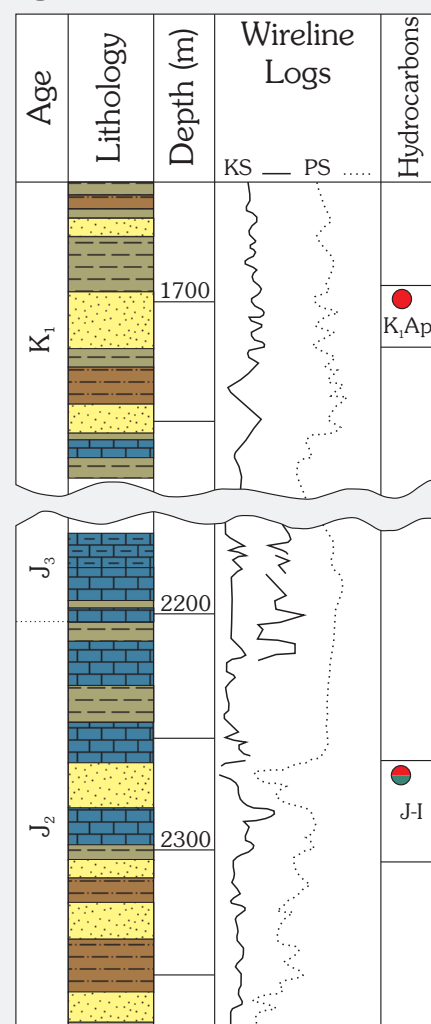 Age
Lithology
Depth (m)
Wireline
Logs
KS PS
Hydrocarbons
K₁
1700
K₁Ap
J₃
2200
J₂
J-I
2300